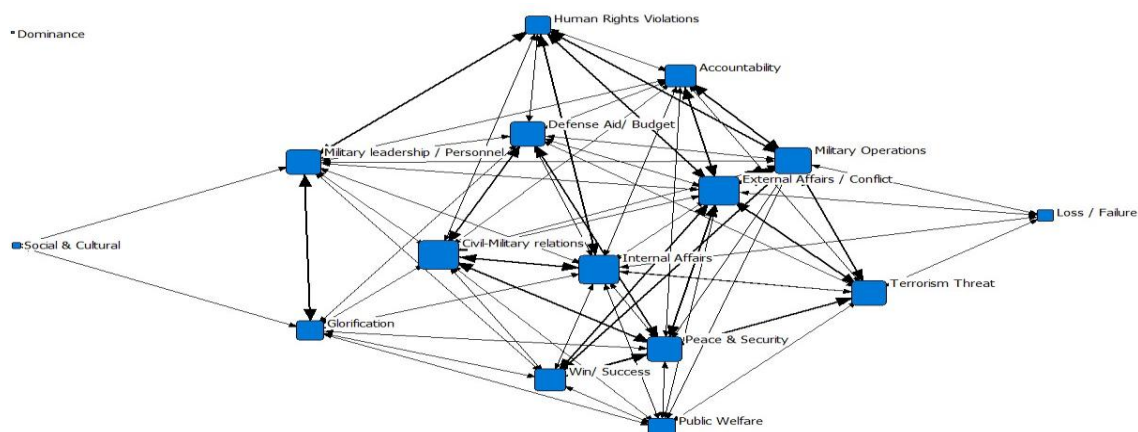 Human Rights Violations
Dominance
Accountability
Defense Aid/ Budget
Military leadership / Personnel
Military Operations
External Affairs / Conflict
Loss / Failure
Social & Cultural
Civil-Military relations
Internal Affairs
Terrorism Threat
Glorification
Peace & Security
Win/ Success
Public Welfare